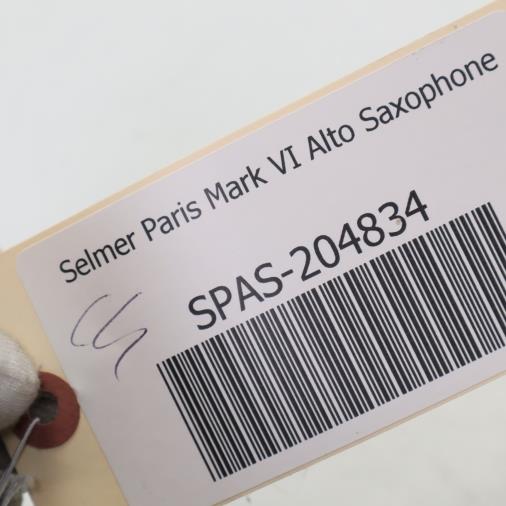 Selmer Paris Mark VI Alto Saxophone
SPAS-204834